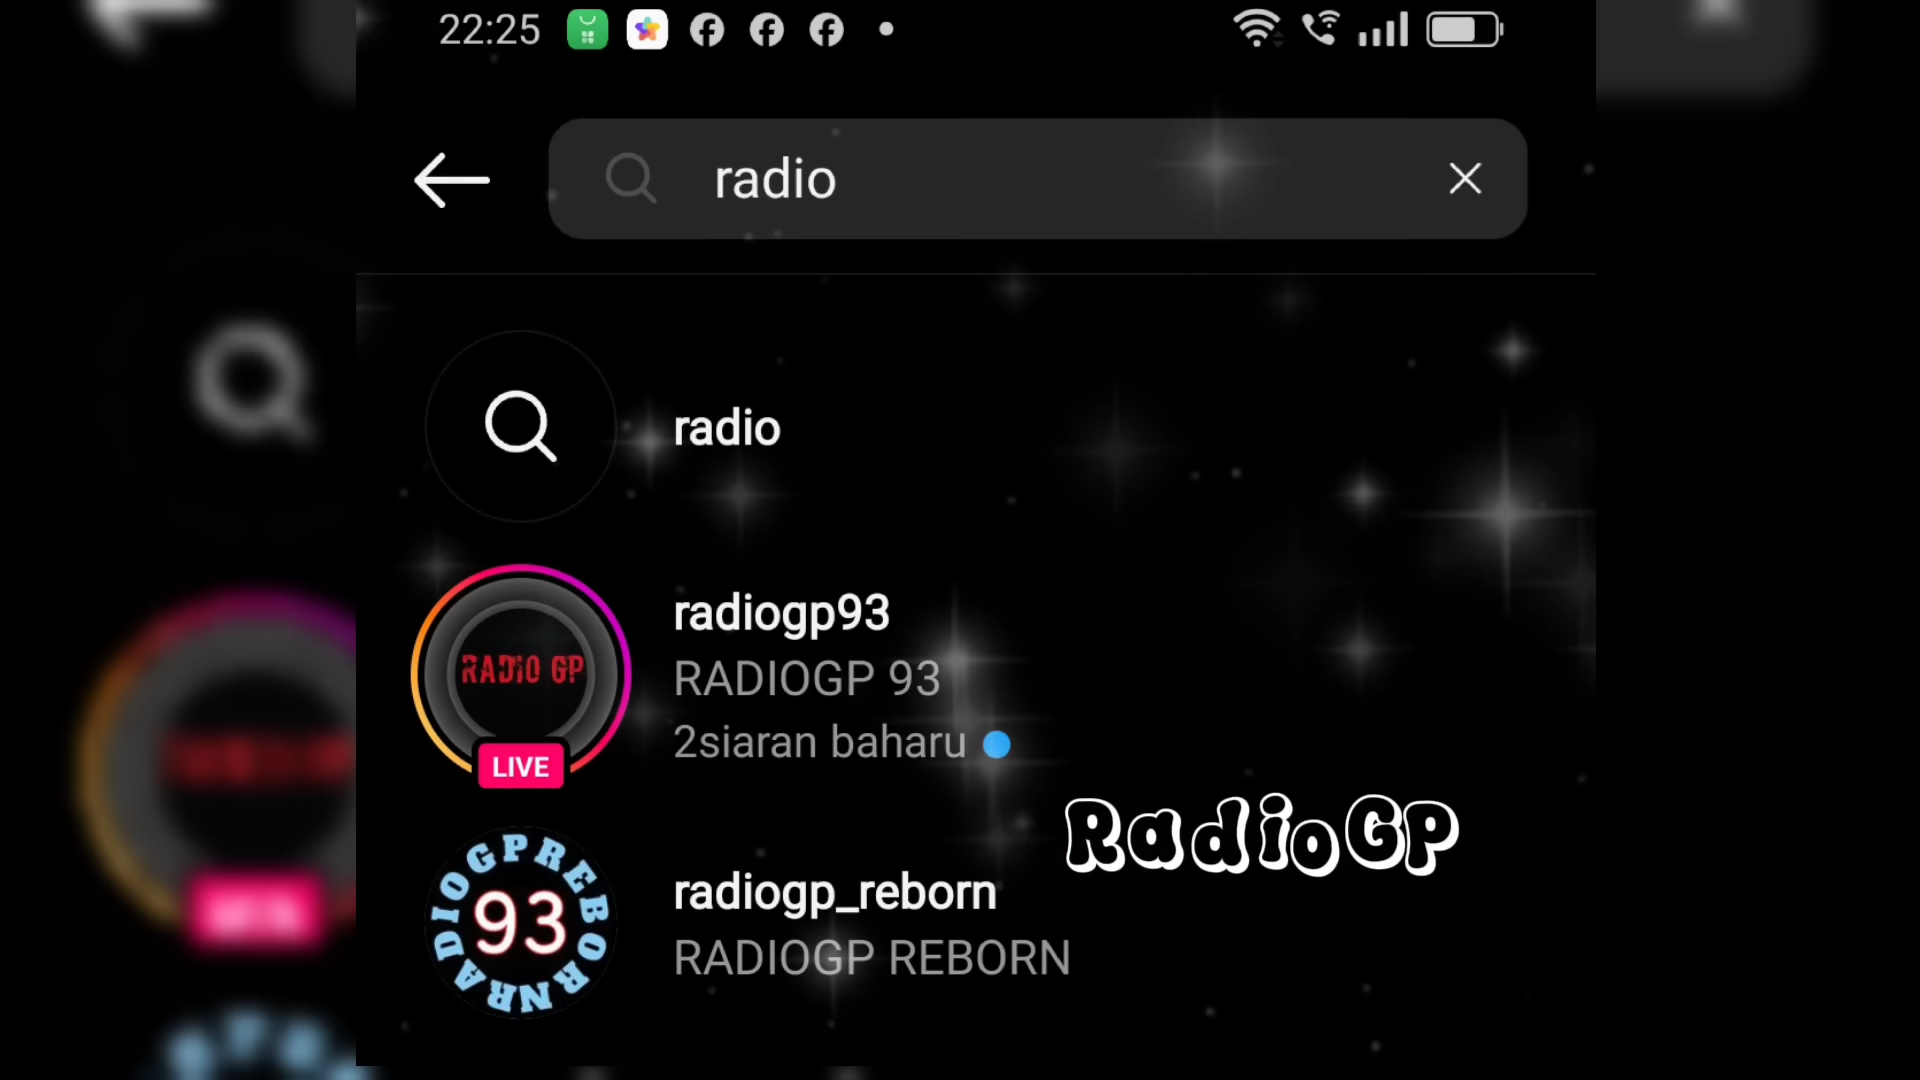 22:25
radio
radio
RADIO GP
LIVE
radiogp93
RADIOGP 93
2siaran baharu
RadioGP
RADIOGPREBORN
93
radiogp_reborn
RADIOGP REBORN